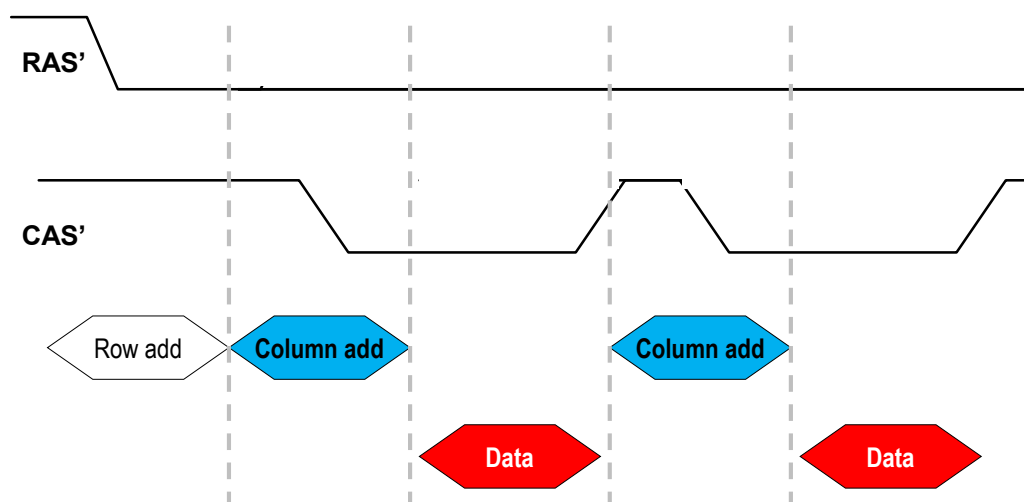 RAS’
CAS’
Row add
Column add
Column add
Data
Data